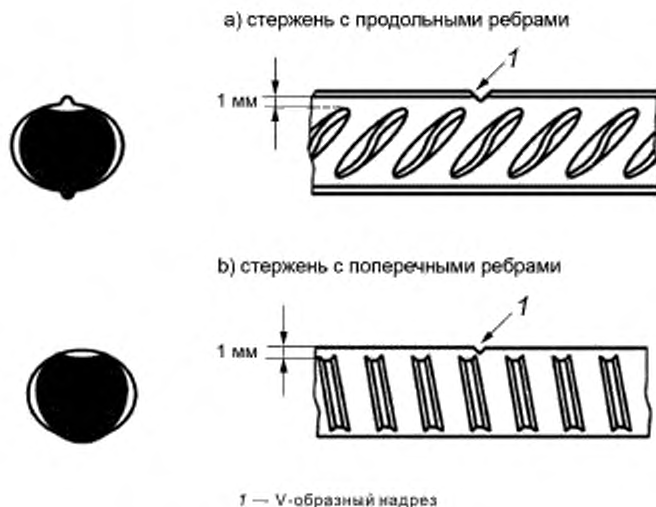 a) стержень с продольными ребрами
1
1 мм
b) стержень с поперечными ребрами
1
1 мм
1 — V-образный надрез